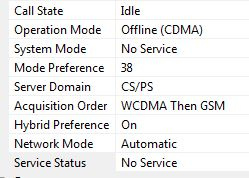 Call State Idle
Operation Mode Offline (CDMA)
System Mode No Service
Mode Preference 38
Server Domain CS/PS
Acquisition Order WCDMA Then GSM
Hybrid Preference On
Network Mode Automatic
Service Status No Service